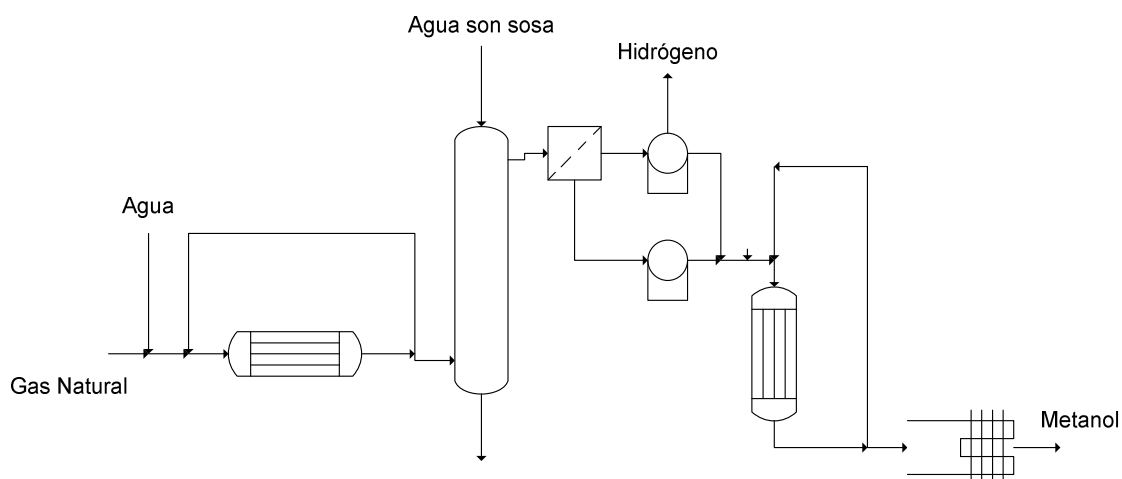 Agua son sosa
Hidrógeno
Agua
Gas Natural
Metanol